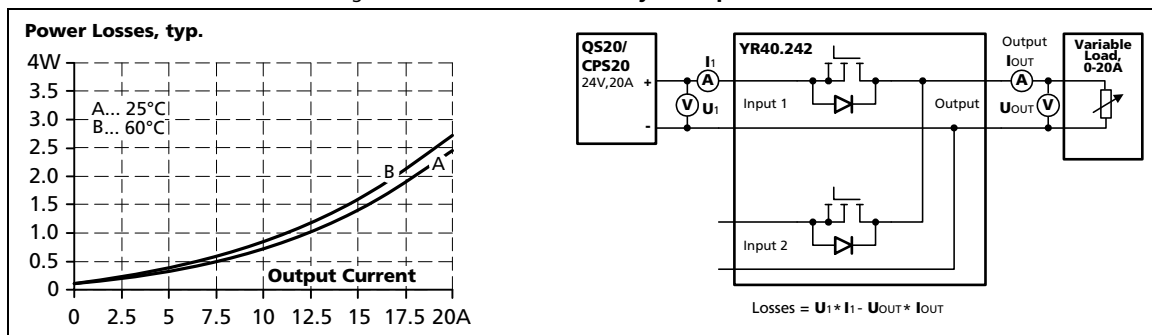 Power Losses, typ.
4W
3.5
3.0
2.5
2.0
1.5
1.0
0.5
0
A... 25°C
B... 60°C
B
A
Output Current
0 2.5 5 7.5 10 12.5 15 17.5 20A
QS20/
CPS20
24V,20A
+
-
I1
A
V
U1
YR40.242
Input 1
Output
Input 2
Output
IOUT
A
UOUT
V
Variable
Load,
0-20A
Losses = U1* I1 - UOUT* IOUT